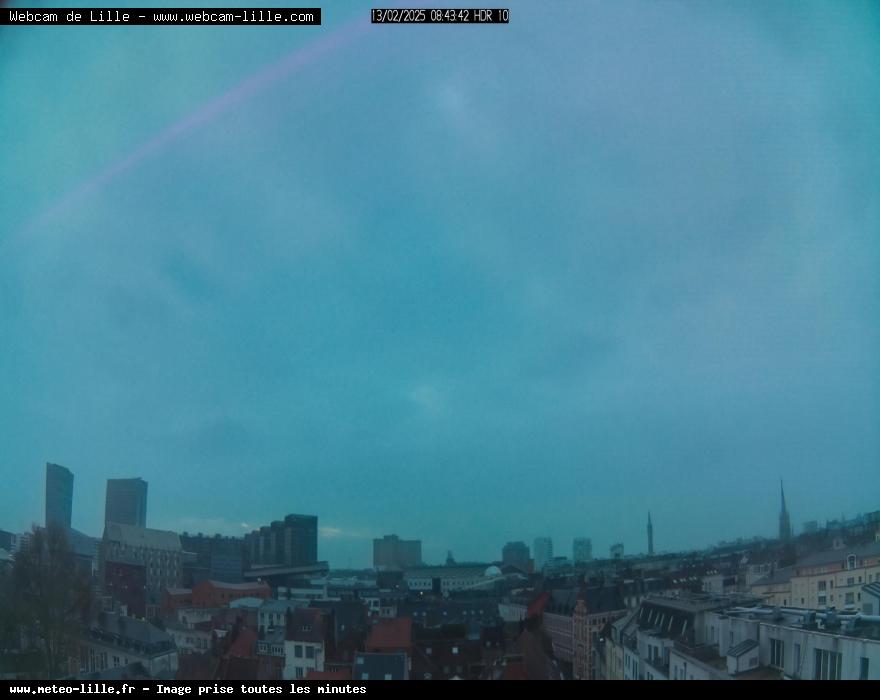 Webcam de Lille - www.webcam-lille.com
13/02/2025 08:43:42 HDR 10
www.meteo-lille.fr - Image prise toutes les minutes